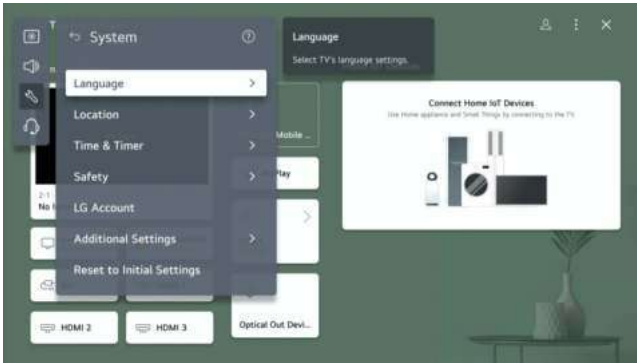 System
Language
Location
Time & Timer
Safety
LG Account
Additional Settings
Reset to Initial Settings
Language
Select TV's language settings.
Connect Home IoT Devices
Use Home appliance and Smart Things by connecting to the TV.
Mobile ...
Play
HDMI 2
HDMI 3
Optical Out Devi...